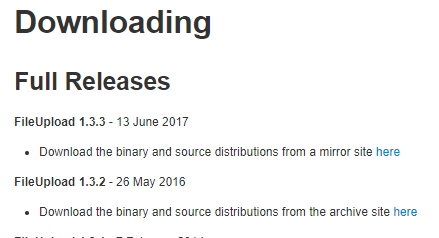 Downloading
Full Releases
FileUpload 1.3.3 - 13 June 2017
Download the binary and source distributions from a mirror site here
FileUpload 1.3.2 - 26 May 2016
Download the binary and source distributions from the archive site here